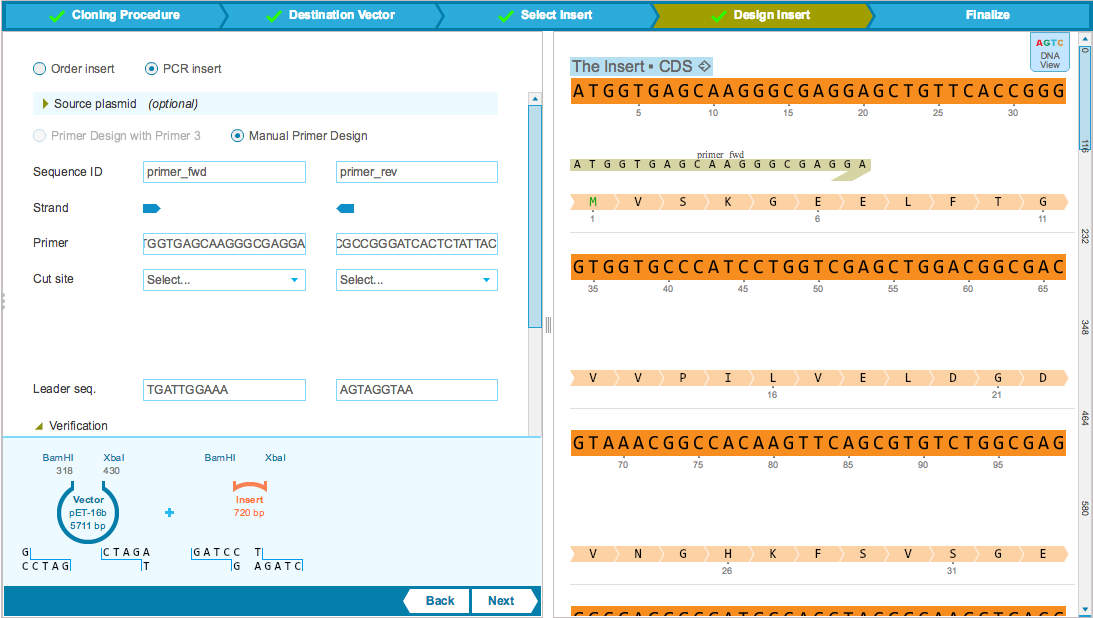 Cloning Procedure Destination Vector Select Insert Design Insert Finalize
Order insert PCR insert
Source plasmid (optional)
Primer Design with Primer 3 Manual Primer Design
Sequence ID primer_fwd primer_rev
Strand
Primer TGGTGAGCAAGGGCGAGGA CGCCGGGATCACTCTATTAC
Cut site Select... Select...
Leader seq. TGATTGGAAA AGTAGGTAA
Verification
BamHI XbaI BamHI XbaI
318 430
Vector
pET-16b
5711 bp
+
Insert
720 bp
G CTAGA GATCC T
CCTAG T G AGATC
Back Next
AGTC
DNA
View
The Insert ▪ CDS
ATGGTGAGCAAGGGCGAGGAGCTGTTCACCGGG
5 10 15 20 25 30
primer_fwd
ATGGTGAGCAAGGGCGAGGA
M V S K G E E L F T G
1 6 11
GTGGTGCCCATCCTGGTCGAGCTGGACGGCGAC
35 40 45 50 55 60 65
V V P I L V E L D G D
16 21
GTAAACGGCCACAAGTTCAGCGTGTCTGGCGAG
70 75 80 85 90 95
V N G H K F S V S G E
26 31
0
116
232
348
464
580